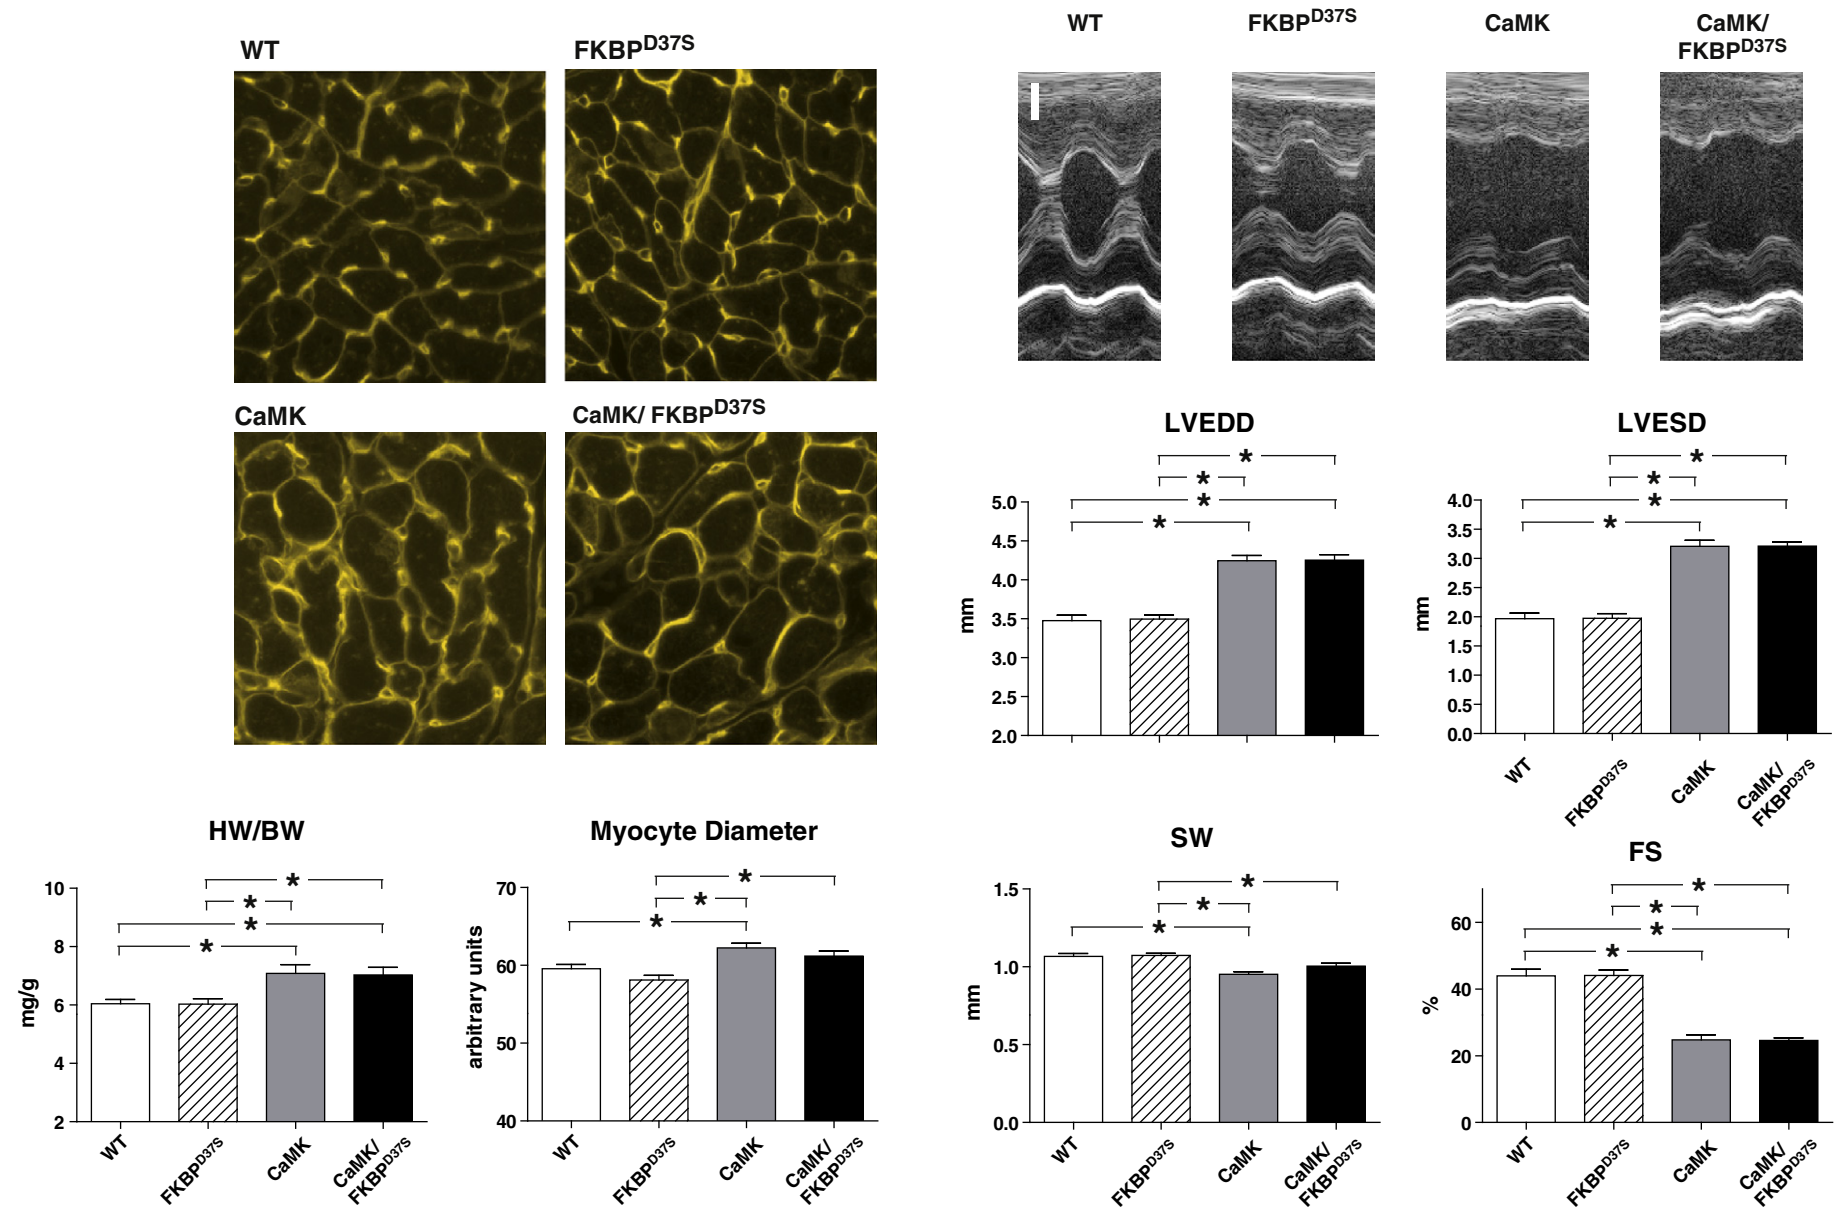 WT
FKBPD37S
CaMK
CaMK/ FKBPD37S
WT
FKBPD37S
CaMK
CaMK/
FKBPD37S
LVEDD
*
*
*
*
mm
5.0
4.5
4.0
3.5
3.0
2.5
2.0
LVESD
*
*
*
*
mm
4.0
3.5
3.0
2.5
2.0
1.5
1.0
0.5
0.0
WT
FKBPD37S
CaMK
CaMK/
FKBPD37S
HW/BW
*
*
*
*
mg/g
10
8
6
4
2
WT
FKBPD37S
CaMK
CaMK/
FKBPD37S
Myocyte Diameter
*
*
*
arbitrary units
70
60
50
40
WT
FKBPD37S
CaMK
CaMK/
FKBPD37S
SW
*
*
*
mm
1.5
1.0
0.5
0.0
WT
FKBPD37S
CaMK
CaMK/
FKBPD37S
FS
*
*
*
*
%
60
40
20
0
WT
FKBPD37S
CaMK
CaMK/
FKBPD37S